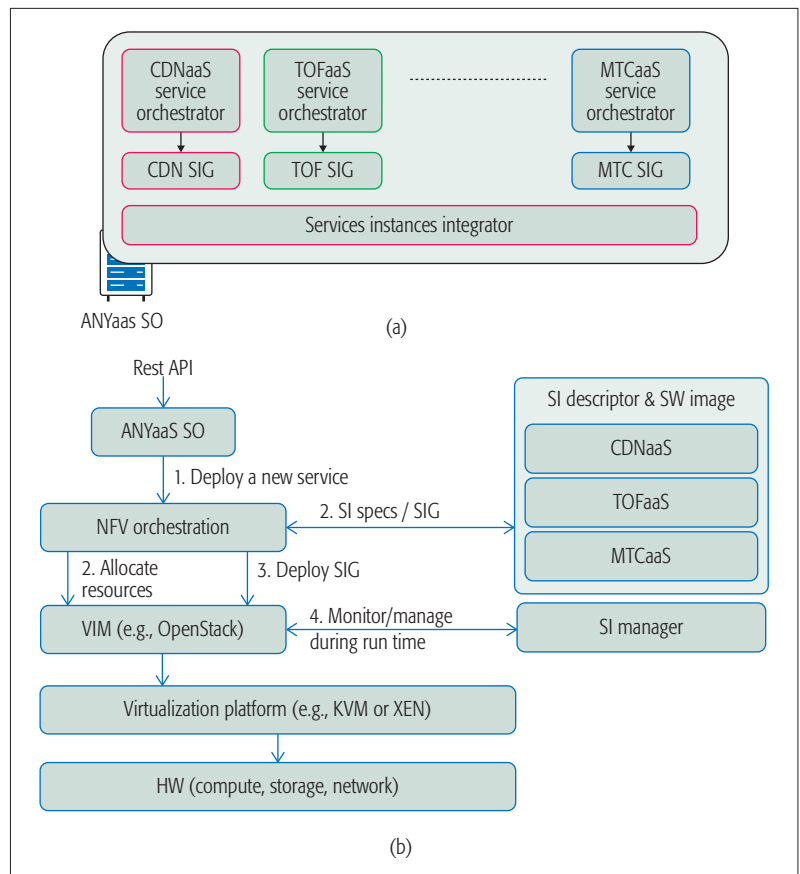 CDNaaS
service
orchestrator
TOFaaS
service
orchestrator
MTCaaS
service
orchestrator
CDN SIG
TOF SIG
MTC SIG
Services instances integrator
ANYaas SO
(a)
Rest API
ANYaaS SO
1. Deploy a new service
NFV orchestration
2. SI specs / SIG
SI descriptor & SW image
CDNaaS
TOFaaS
MTCaaS
2. Allocate
resources
3. Deploy SIG
VIM (e.g., OpenStack)
4. Monitor/manage
during run time
SI manager
Virtualization platform (e.g., KVM or XEN)
HW (compute, storage, network)
(b)